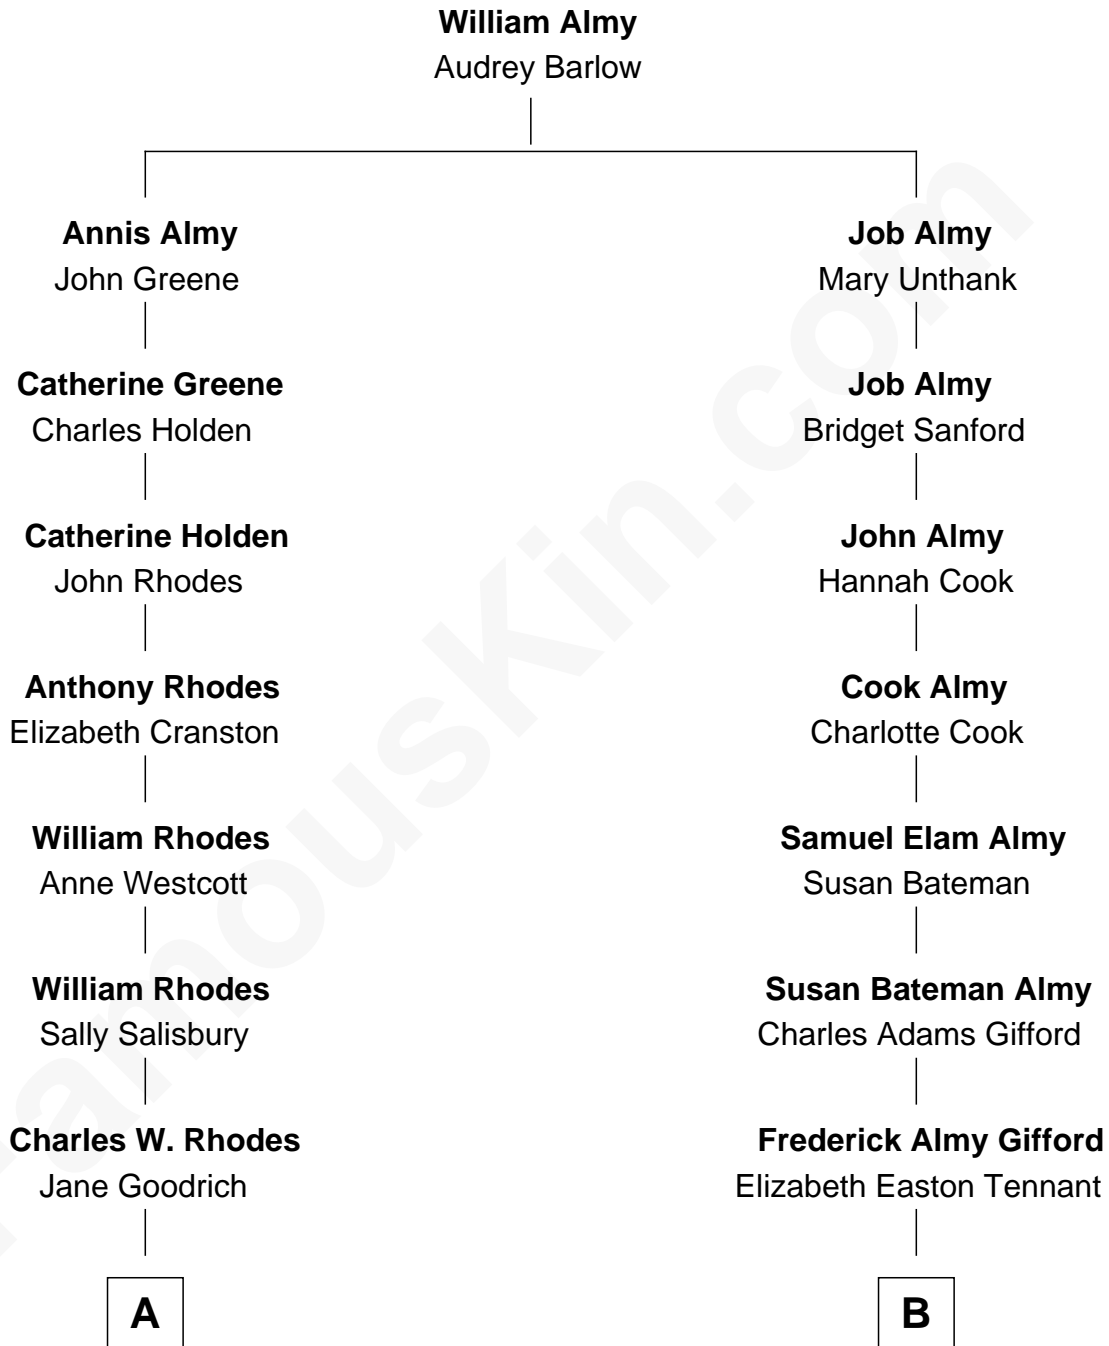 William Almy
Audrey Barlow
Annis Almy
John Greene
Job Almy
Mary Unthank
Catherine Greene
Charles Holden
Job Almy
Bridget Sanford
Catherine Holden
John Rhodes
John Almy
Hannah Cook
Anthony Rhodes
Elizabeth Cranston
Cook Almy
Charlotte Cook
William Rhodes
Anne Westcott
Samuel Elam Almy
Susan Bateman
William Rhodes
Sally Salisbury
Susan Bateman Almy
Charles Adams Gifford
Charles W. Rhodes
Jane Goodrich
Frederick Almy Gifford
Elizabeth Easton Tennant
A
B
FamousKin.com